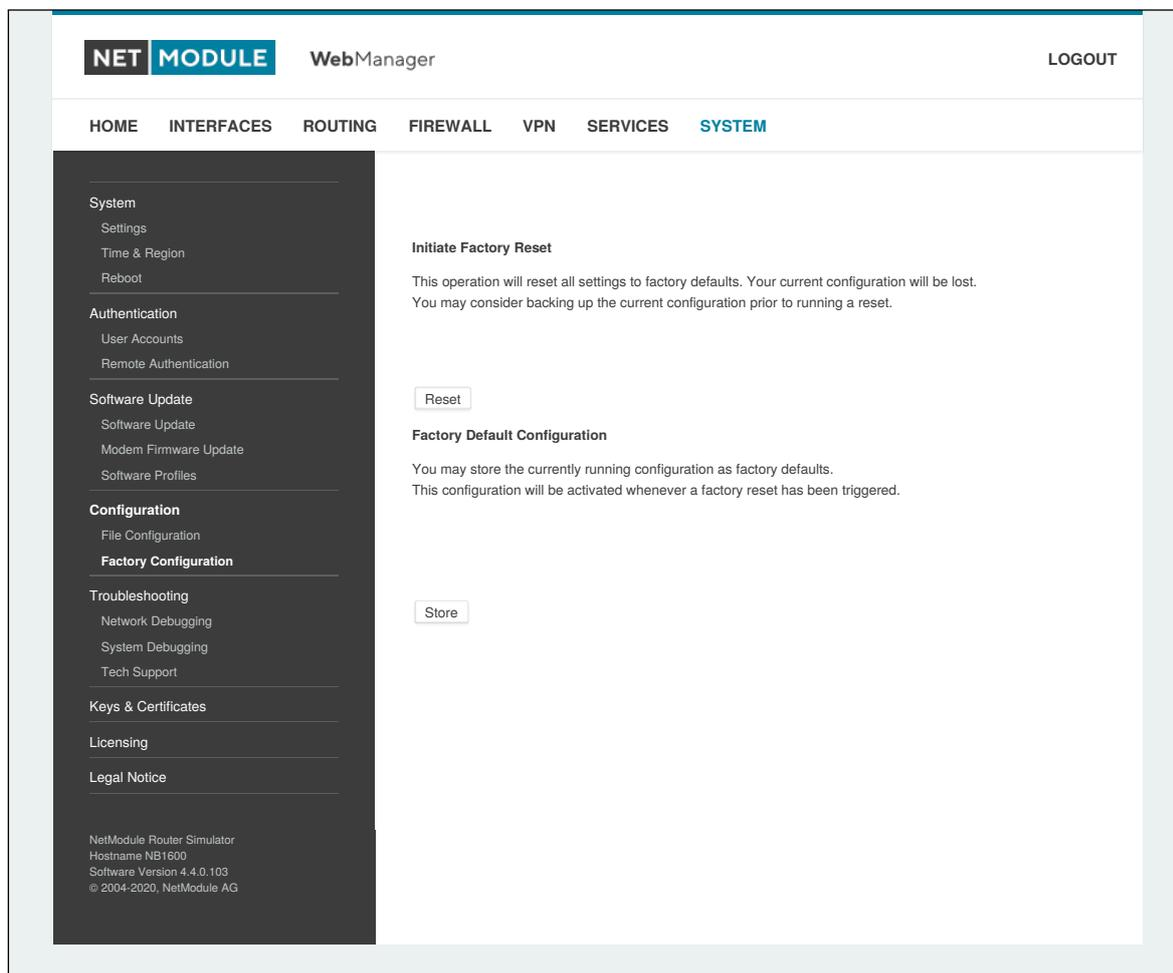 NET MODULE WebManager LOGOUT
HOME INTERFACES ROUTING FIREWALL VPN SERVICES SYSTEM
System
Settings
Time & Region
Reboot
Authentication
User Accounts
Remote Authentication
Software Update
Software Update
Modem Firmware Update
Software Profiles
Configuration
File Configuration
Factory Configuration
Troubleshooting
Network Debugging
System Debugging
Tech Support
Keys & Certificates
Licensing
Legal Notice
NetModule Router Simulator
Hostname NB1600
Software Version 4.4.0.103
© 2004-2020, NetModule AG
Initiate Factory Reset
This operation will reset all settings to factory defaults. Your current configuration will be lost.
You may consider backing up the current configuration prior to running a reset.
Reset
Factory Default Configuration
You may store the currently running configuration as factory defaults.
This configuration will be activated whenever a factory reset has been triggered.
Store